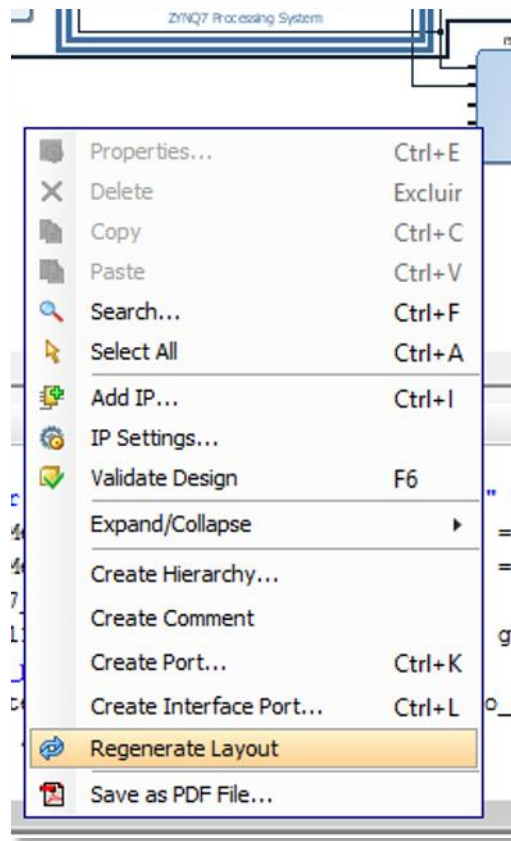 ZYNQ7 Processing System
Properties... Ctrl+E
Delete Excluir
Copy Ctrl+C
Paste Ctrl+V
Search... Ctrl+F
Select All Ctrl+A
Add IP... Ctrl+I
IP Settings...
Validate Design F6
Expand/Collapse
Create Hierarchy...
Create Comment
Create Port... Ctrl+K
Create Interface Port... Ctrl+L
Regenerate Layout
Save as PDF File...